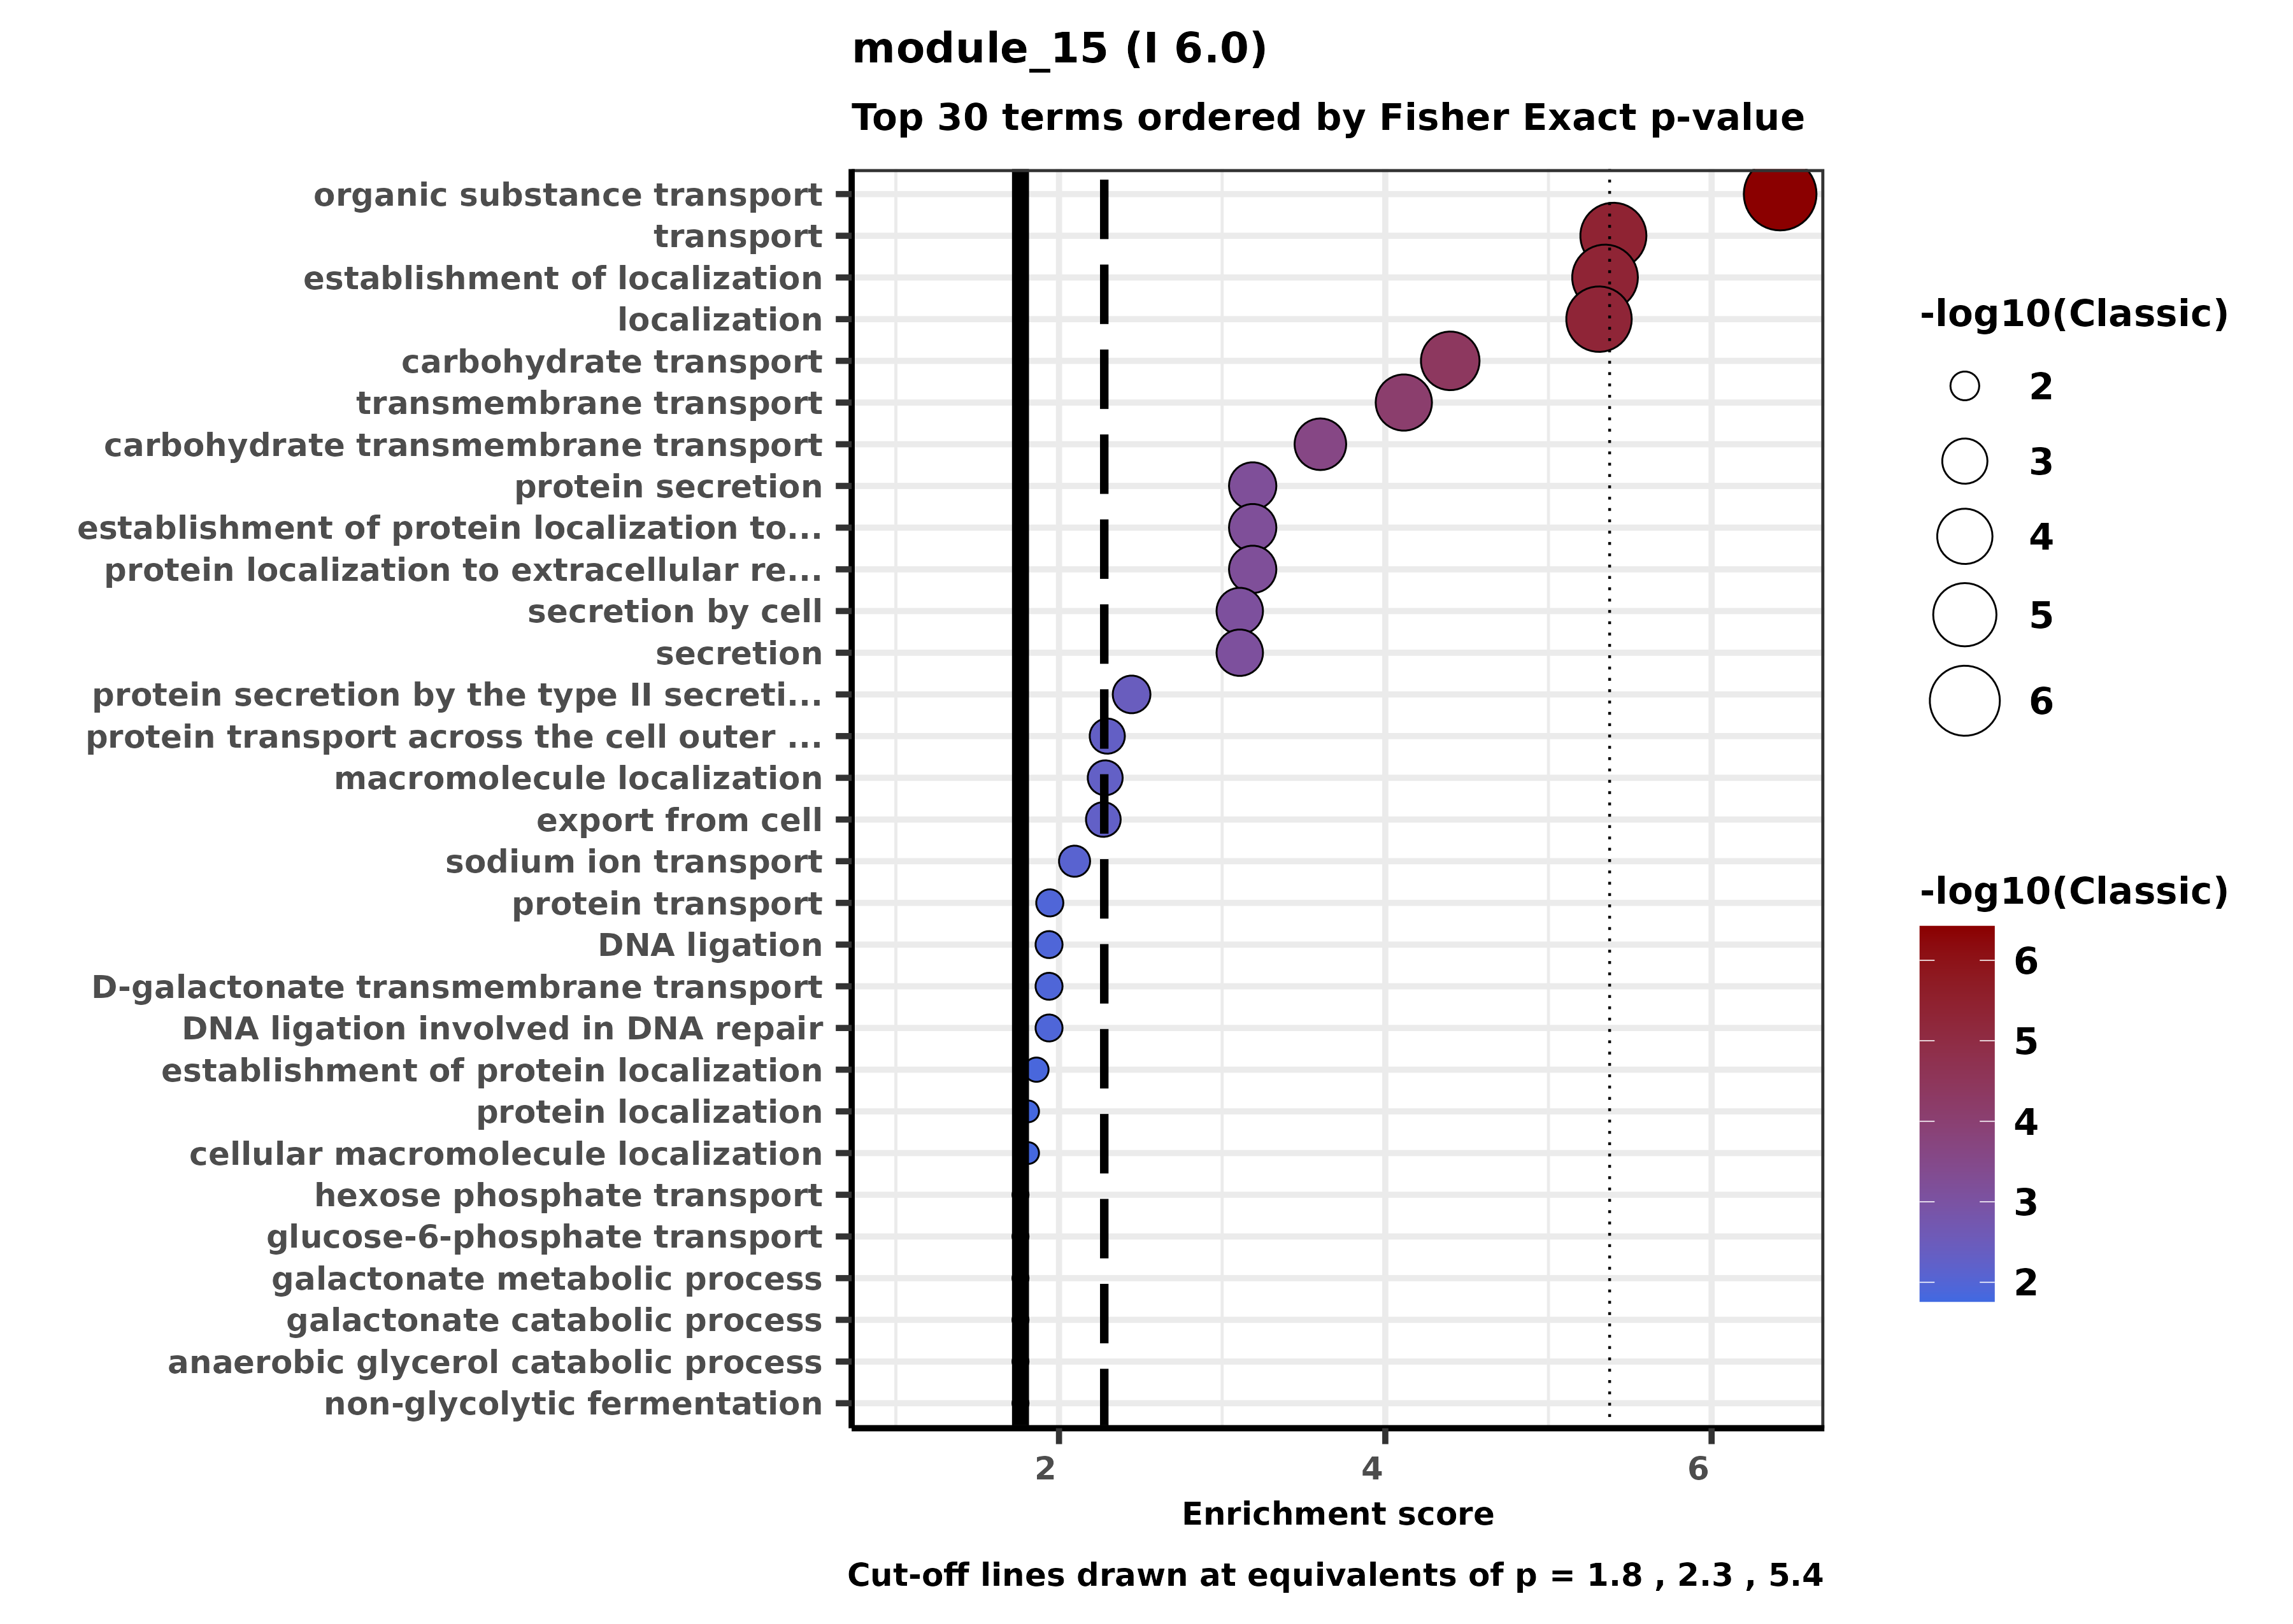 module_15 (I 6.0)
Top 30 terms ordered by Fisher Exact p-value
organic substance transport
transport
establishment of localization
localization
carbohydrate transport
transmembrane transport
carbohydrate transmembrane transport
protein secretion
establishment of protein localization to...
protein localization to extracellular re...
secretion by cell
secretion
protein secretion by the type II secreti...
protein transport across the cell outer ...
macromolecule localization
export from cell
sodium ion transport
protein transport
DNA ligation
D-galactonate transmembrane transport
DNA ligation involved in DNA repair
establishment of protein localization
protein localization
cellular macromolecule localization
hexose phosphate transport
glucose-6-phosphate transport
galactonate metabolic process
galactonate catabolic process
anaerobic glycerol catabolic process
non-glycolytic fermentation
2 4 6
Enrichment score
Cut-off lines drawn at equivalents of p = 1.8 , 2.3 , 5.4
-log10(Classic)
2
3
4
5
6
-log10(Classic)
6
5
4
3
2